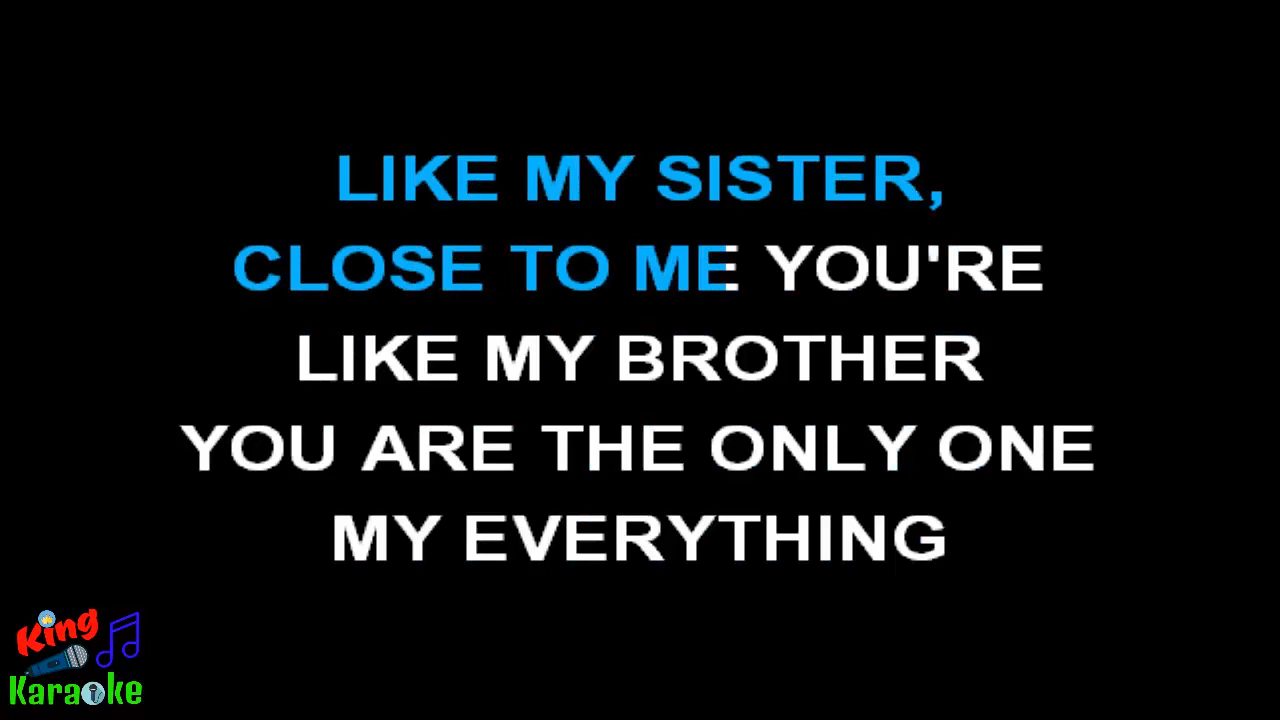 LIKE MY SISTER,
CLOSE TO ME YOU'RE
LIKE MY BROTHER
YOU ARE THE ONLY ONE
MY EVERYTHING
King
Karaoke